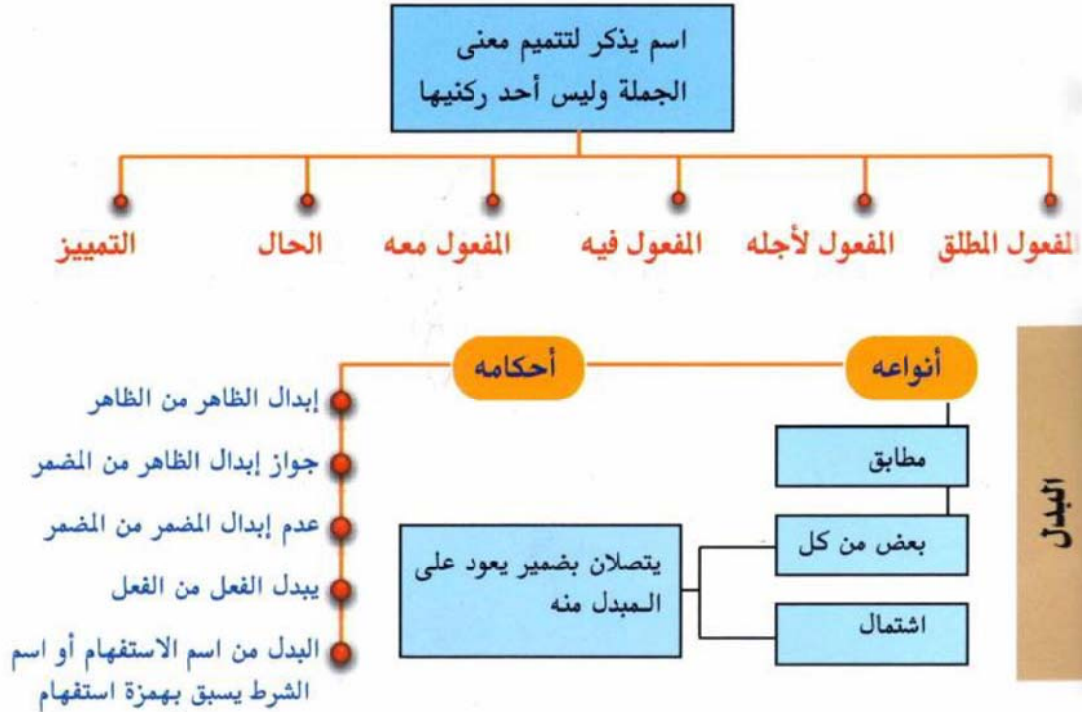 اسم يذكر لتتميم معنى
الجملة وليس أحد ركنيها
المفعول المطلق
المفعول لأجله
المفعول فيه
المفعول معه
الحال
التمييز
البدل
أنواعه
مطابق
بعض من كل
اشتمال
يتصلان بضمير يعود على
الـمبدل منه
أحكامه
إبدال الظاهر من الظاهر
جواز إبدال الظاهر من المضمر
عدم إبدال المضمر من المضمر
يبدل الفعل من الفعل
البدل من اسم الاستفهام أو اسم
الشرط يسبق بهمزة استفهام